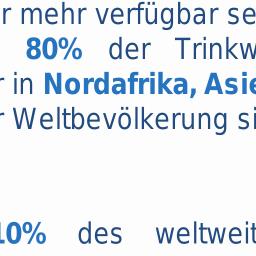 r mehr verfügbar se
80% der Trinkw
r in Nordafrika, Asie
r Weltbevölkerung si
10% des weltweit